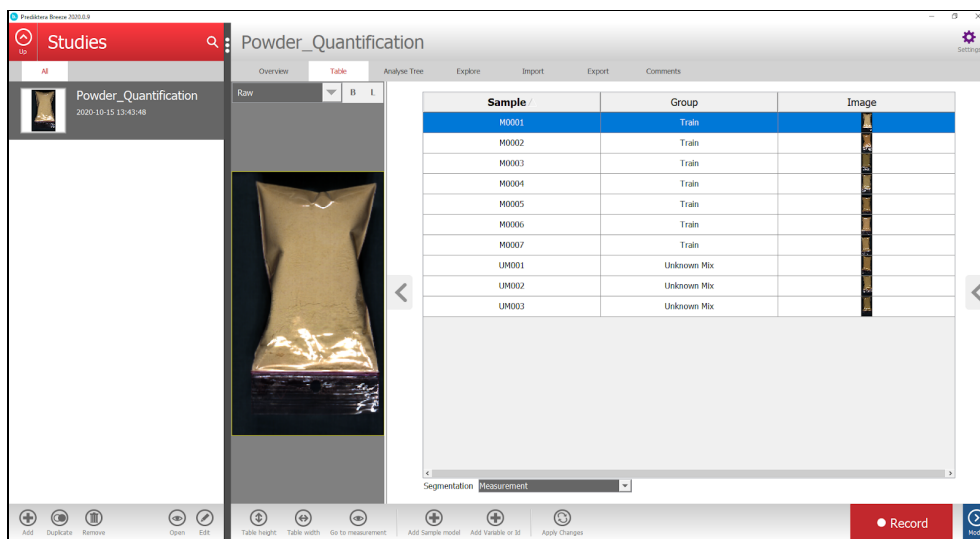 Prediktera Breeze 2020.0.9
Up
Studies
Powder_Quantification
Settings
All
Overview Table Analyse Tree Explore Import Export Comments
Powder_Quantification
2020-10-15 13:43:48
Raw B L
Sample Group Image
M0001 Train
M0002 Train
M0003 Train
M0004 Train
M0005 Train
M0006 Train
M0007 Train
UM001 Unknown Mix
UM002 Unknown Mix
UM003 Unknown Mix
Segmentation Measurement
Add Duplicate Remove Open Edit
Table height Table width Go to measurement Add Sample model Add Variable or Id Apply Changes
Record
Mod